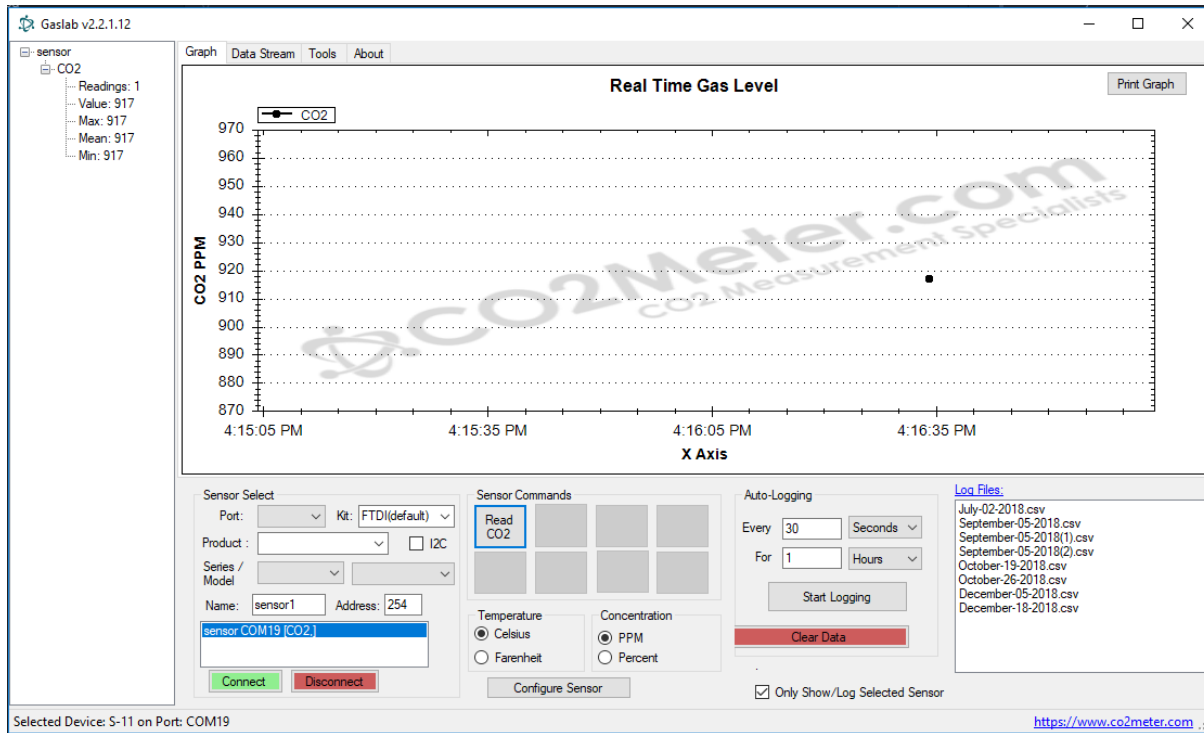 Gaslab v2.2.1.12
sensor
CO2
Readings: 1
Value: 917
Max: 917
Mean: 917
Min: 917
Graph Data Stream Tools About
Real Time Gas Level
Print Graph
CO2
970
960
950
940
930
920
910
900
890
880
870
CO2 PPM
CO2Meter.com
CO2 Measurement Specialists
4:15:05 PM 4:15:35 PM 4:16:05 PM 4:16:35 PM
X Axis
Sensor Select
Port: Kit: FTDI(default)
Product : I2C
Series /
Model
Name: sensor1 Address: 254
sensor COM19 [CO2,]
Connect Disconnect
Sensor Commands
Read
CO2
Temperature
Celsius
Farenheit
Concentration
PPM
Percent
Configure Sensor
Auto-Logging
Every 30 Seconds
For 1 Hours
Start Logging
Clear Data
.
Only Show/Log Selected Sensor
Log Files:
July-02-2018.csv
September-05-2018.csv
September-05-2018(1).csv
September-05-2018(2).csv
October-19-2018.csv
October-26-2018.csv
December-05-2018.csv
December-18-2018.csv
Selected Device: S-11 on Port: COM19
https://www.co2meter.com